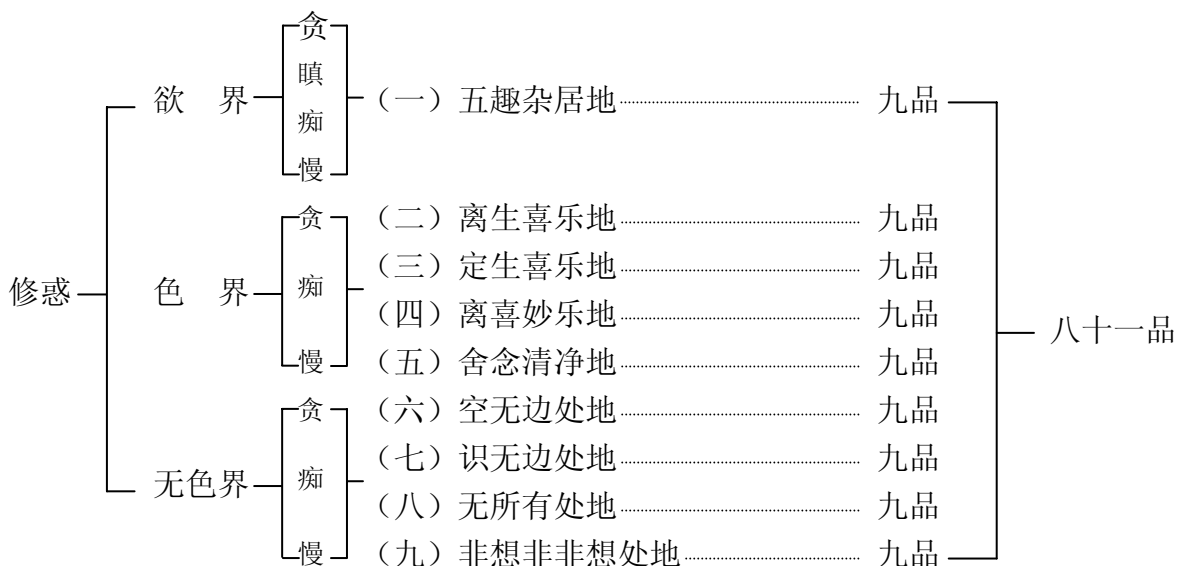 贪
瞋
欲　界 （一）五趣杂居地 九品
痴
慢
贪 （二）离生喜乐地 九品
（三）定生喜乐地 九品
修惑 色　界 痴
（四）离喜妙乐地 九品
八十一品
慢 （五）舍念清净地 九品
贪 （六）空无边处地 九品
（七）识无边处地 九品
无色界 痴
（八）无所有处地 九品
慢 （九）非想非非想处地 九品